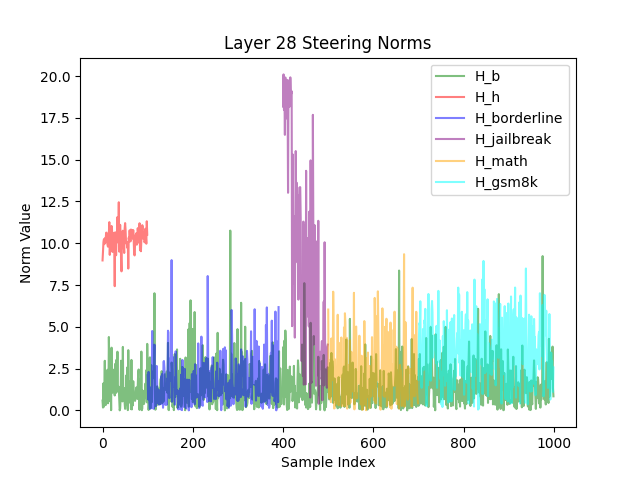 Layer 28 Steering Norms
20.0
17.5
15.0
12.5
10.0
7.5
5.0
2.5
0.0
Norm Value
H_b
H_h
H_borderline
H_jailbreak
H_math
H_gsm8k
0 200 400 600 800 1000
Sample Index